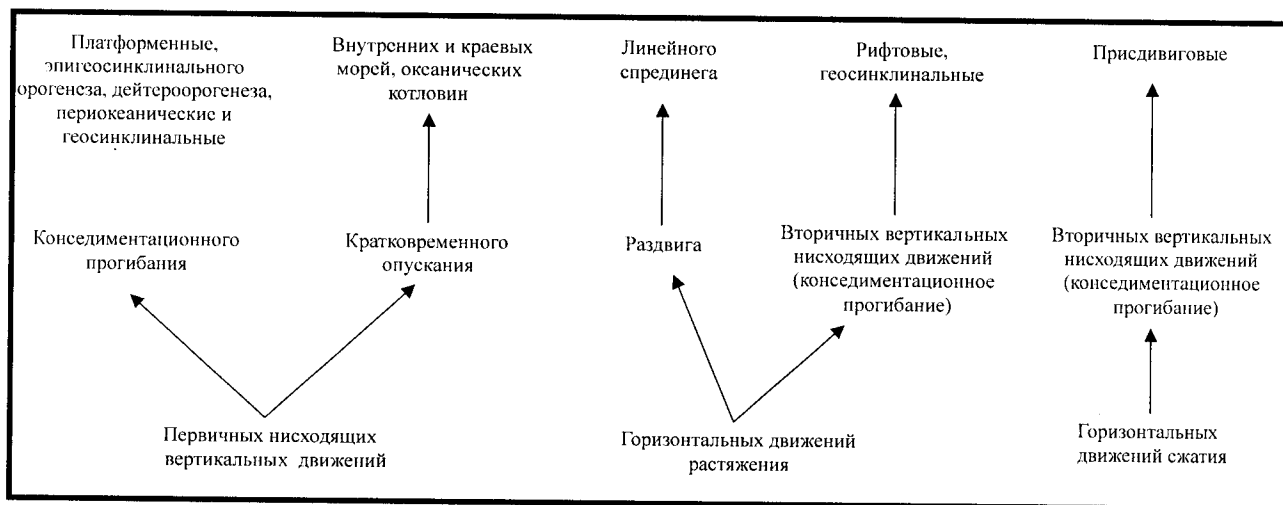 Платформенные,
эпигеосинклинального
орогенеза, дейтероорогенеза,
периокеанические и
геосинклинальные
Внутренних и краевых
морей, океанических
котловин
Линейного
спрединега
Рифтовые,
геосинклинальные
Присдивиговые
Конседиментационного
прогибания
Кратковременного
опускания
Раздвига
Вторичных вертикальных
нисходящих движений
(конседиментационное
прогибание)
Вторичных вертикальных
нисходящих движений
(конседиментационное
прогибание)
Первичных нисходящих
вертикальных движений
Горизонтальных движений
растяжения
Горизонтальных
движений сжатия